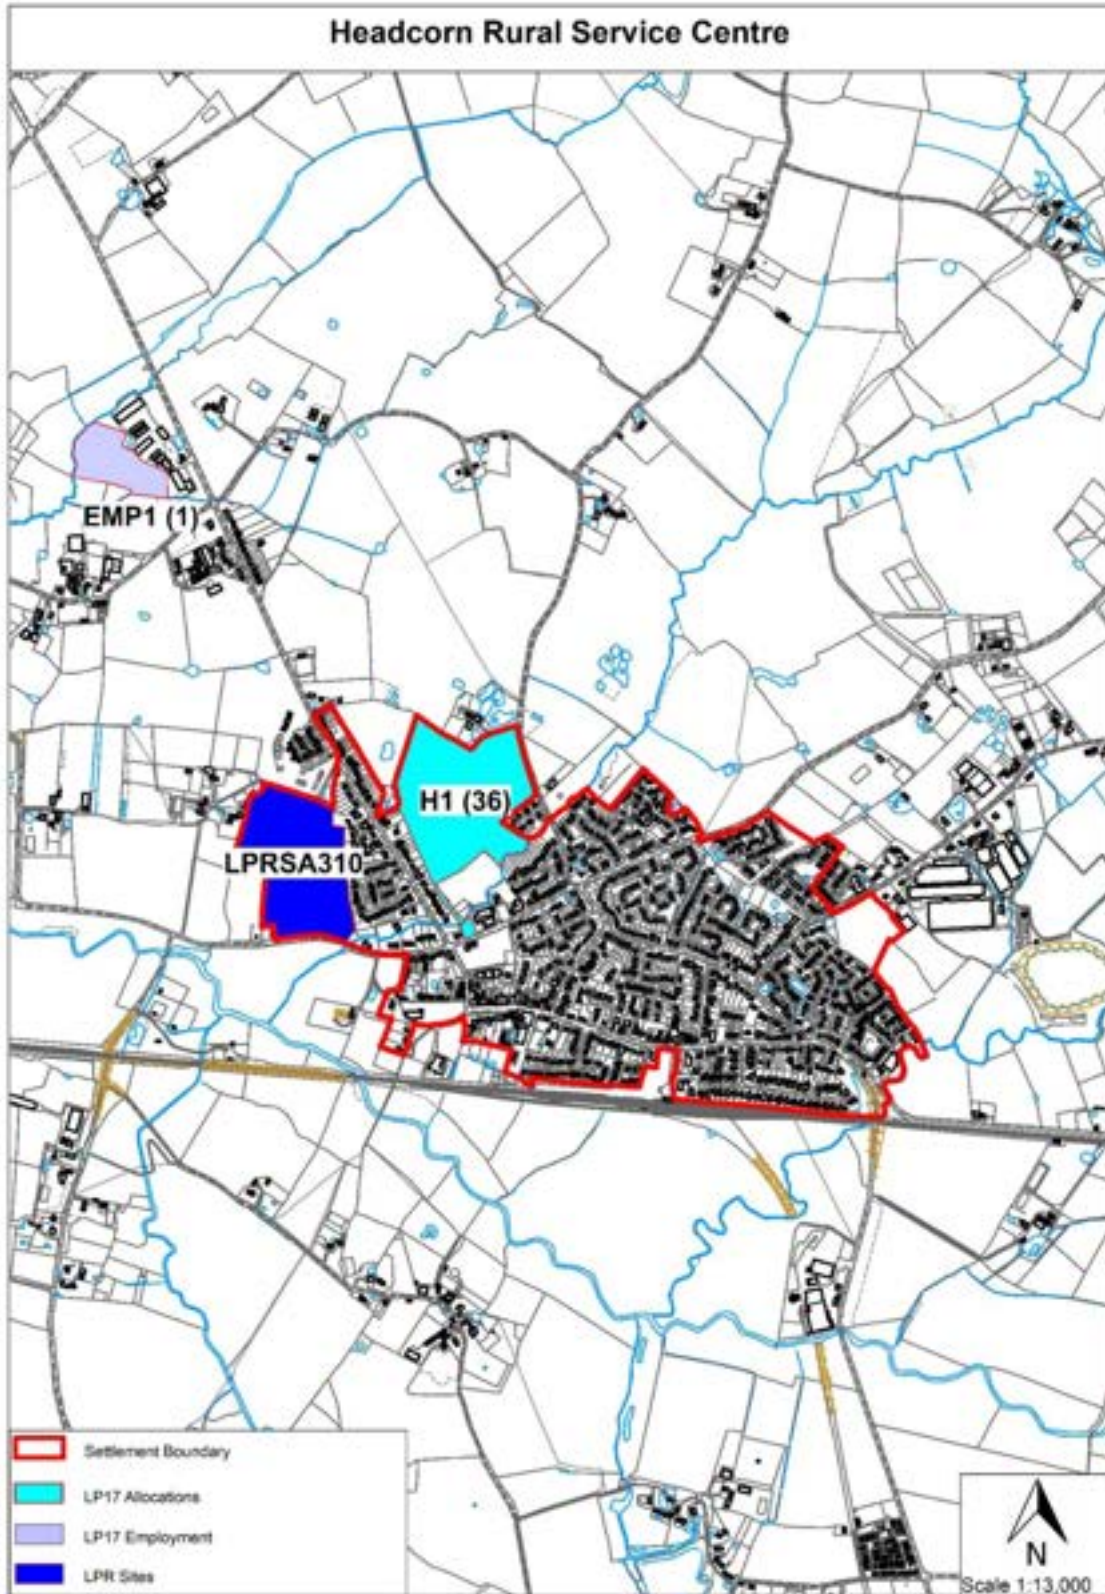 Headcorn Rural Service Centre
EMP1 (1)
H1 (36)
LPRSA310
Settlement Boundary
LP17 Allocations
LP17 Employment
LPR Sites
N
Scale 1:13,000